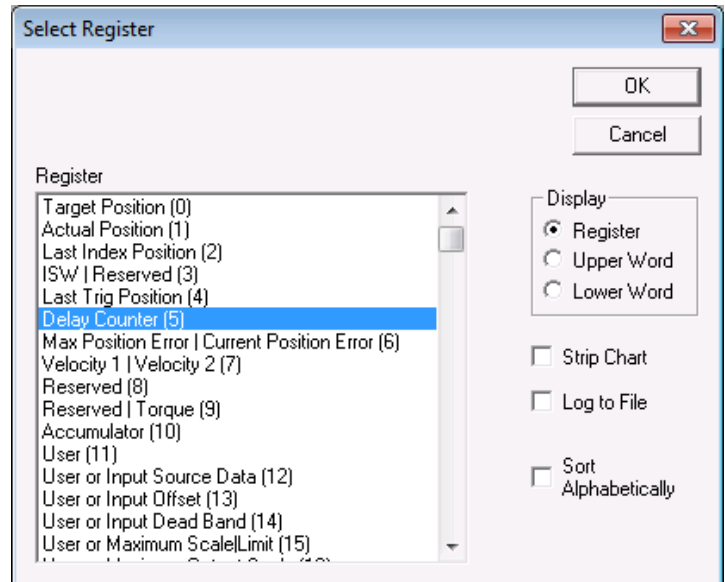 Select Register
OK
Cancel
Register
Target Position (0)
Actual Position (1)
Last Index Position (2)
ISW | Reserved (3)
Last Trig Position (4)
Delay Counter (5)
Max Position Error | Current Position Error (6)
Velocity 1 | Velocity 2 (7)
Reserved (8)
Reserved | Torque (9)
Accumulator (10)
User (11)
User or Input Source Data (12)
User or Input Offset (13)
User or Input Dead Band (14)
User or Maximum Scale|Limit (15)
Display
Register
Upper Word
Lower Word
Strip Chart
Log to File
Sort
Alphabetically